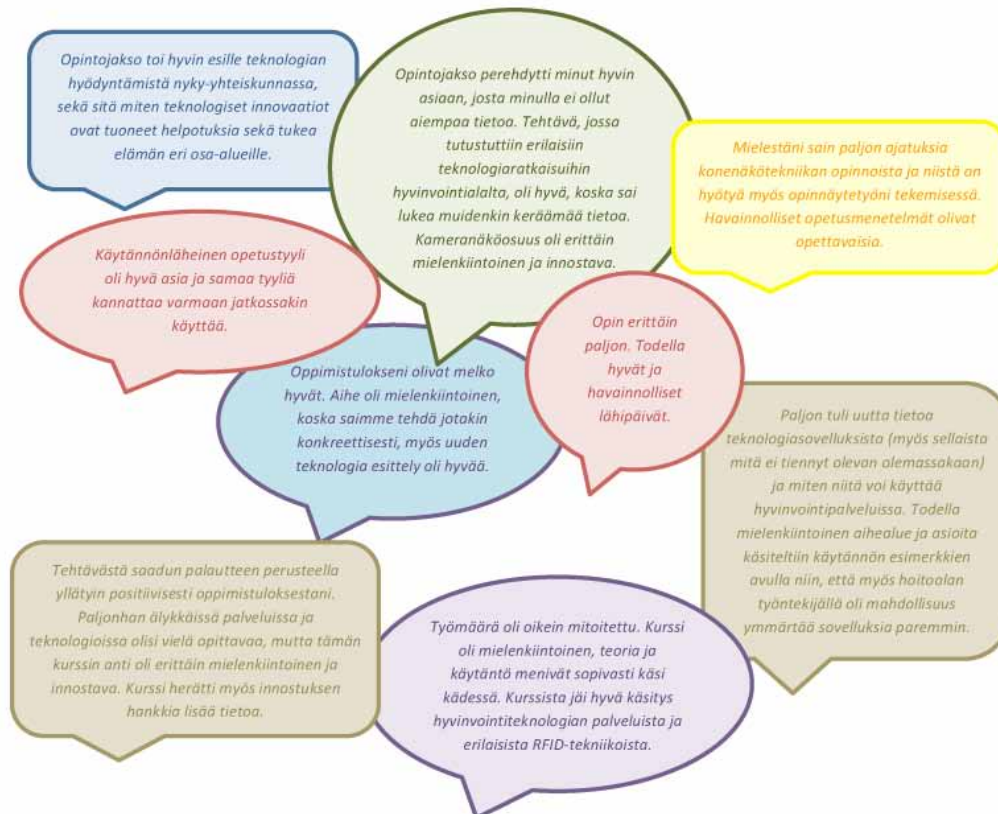 Opintojakso toi hyvin esille teknologian
hyödyntämistä nyky-yhteiskunnassa,
sekä sitä miten teknologiset innovaatiot
ovat tuoneet helpotuksia sekä tukea
elämän eri osa-alueille.
Opintojakso perehdytti minut hyvin
asiaan, josta minulla ei ollut
aiempaa tietoa. Tehtävä, jossa
tutustuttiin erilaisiin
teknologiaratkaisuihin
hyvinvointialalta, oli hyvä, koska sai
lukea muidenkin keräämää tietoa.
Kameranäköosuus oli erittäin
mielenkiintoinen ja innostava.
Mielestäni sain paljon ajatuksia
konenäkötekniikan opinnoista ja niistä on
hyötyä myös opinnäytetyöni tekemisessä.
Havainnolliset opetusmenetelmät olivat
opettavaisia.
Käytännönläheinen opetustyyli
oli hyvä asia ja samaa tyyliä
kannattaa varmaan jatkossakin
käyttää.
Opin erittäin
paljon. Todella
hyvät ja
havainnolliset
lähipäivät.
Oppimistulokseni olivat melko
hyvät. Aihe oli mielenkiintoinen,
koska saimme tehdä jotakin
konkreettisesti, myös uuden
teknologia esittely oli hyvää.
Paljon tuli uutta tietoa
teknologiasovelluksista (myös sellaista
mitä ei tiennyt olevan alemassakaan)
ja miten niitä voi käyttää
hyvinvointipalveluissa. Todella
mielenkiintoinen aihealue ja asioita
käsiteltiin käytännön esimerkkien
avulla niin, että myös hoitoalan
työntekijällä oli mahdollisuus
ymmärtää sovelluksia paremmin.
Tehtävästä saadun palautteen perusteella
yllätyin positiivisesti oppimistuloksestani.
Paljonhan älykkäissä palveluissa ja
teknologioissa olisi vielä opittavaa, mutta tämän
kurssin anti oli erittäin mielenkiintoinen ja
innostava. Kurssi herätti myös innostuksen
hankkia lisää tietoa.
Työmäärä oli oikein mitoitettu. Kurssi
oli mielenkiintoinen, teoria ja
käytäntö menivät sopivasti käsi
kädessä. Kurssista jäi hyvä käsitys
hyvinvointiteknologian palveluista ja
erilaisista RFID-tekniikoista.